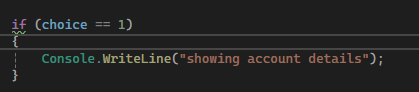 if (choice == 1)
{
    Console.WriteLine("showing account details");
}